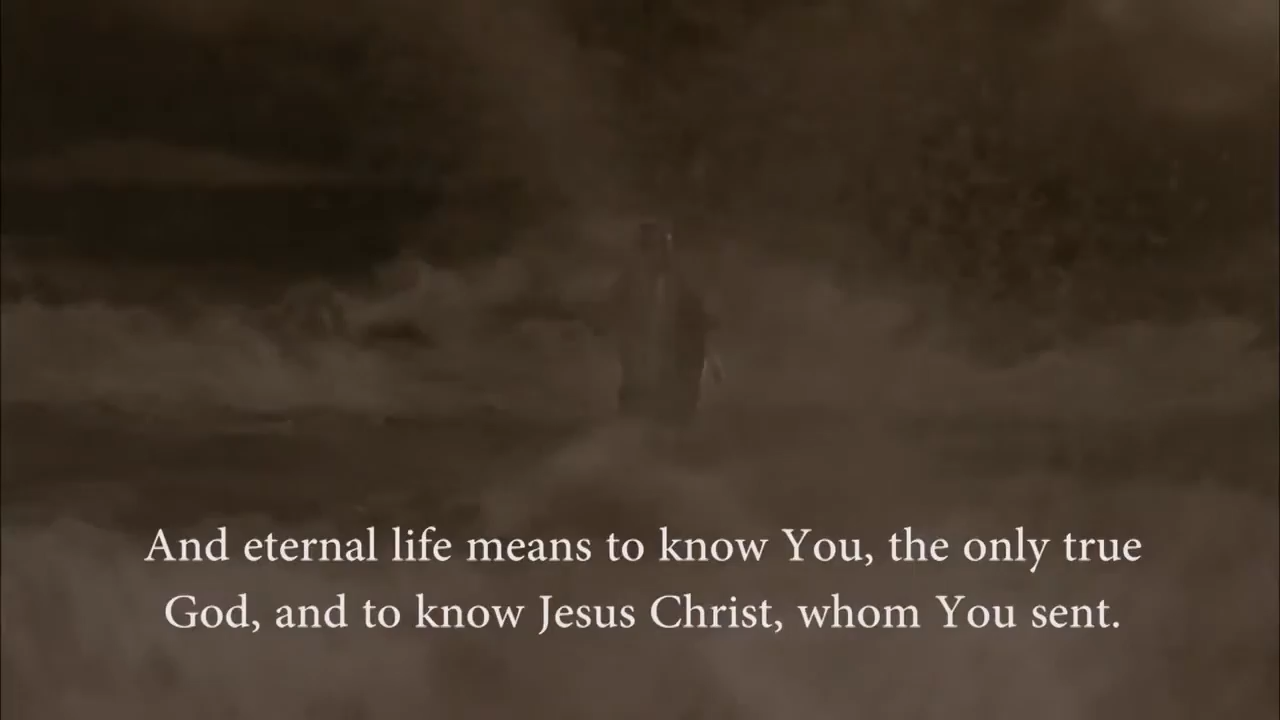 And eternal life means to know You, the only true
God, and to know Jesus Christ, whom You sent.